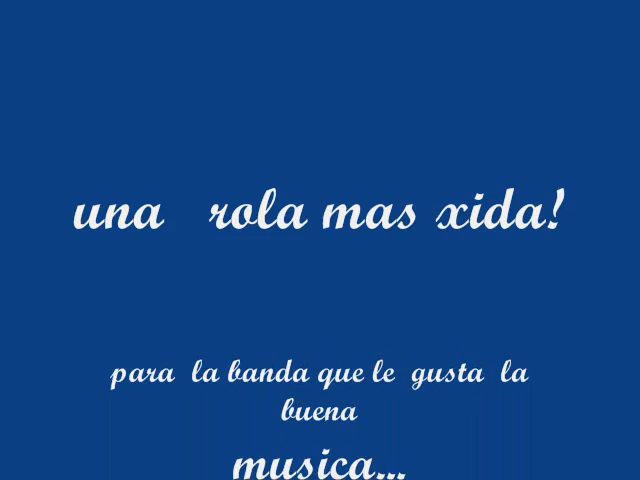 una rola mas xida!
para la banda que le gusta la
buena
musica...